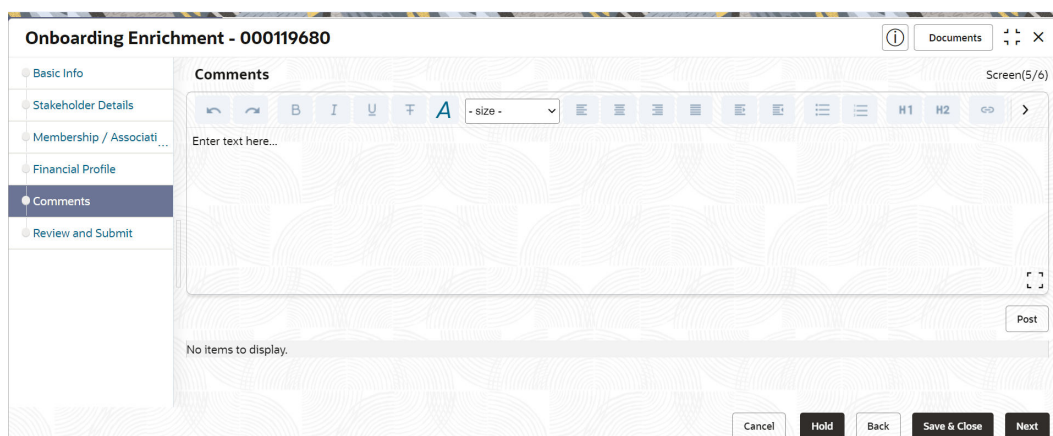 Onboarding Enrichment - 000119680
Documents
Basic Info
Stakeholder Details
Membership / Associati...
Financial Profile
Comments
Review and Submit
Comments
Screen(5/6)
B I U T A - size - H1 H2
Enter text here...
Post
No items to display.
Cancel Hold Back Save & Close Next